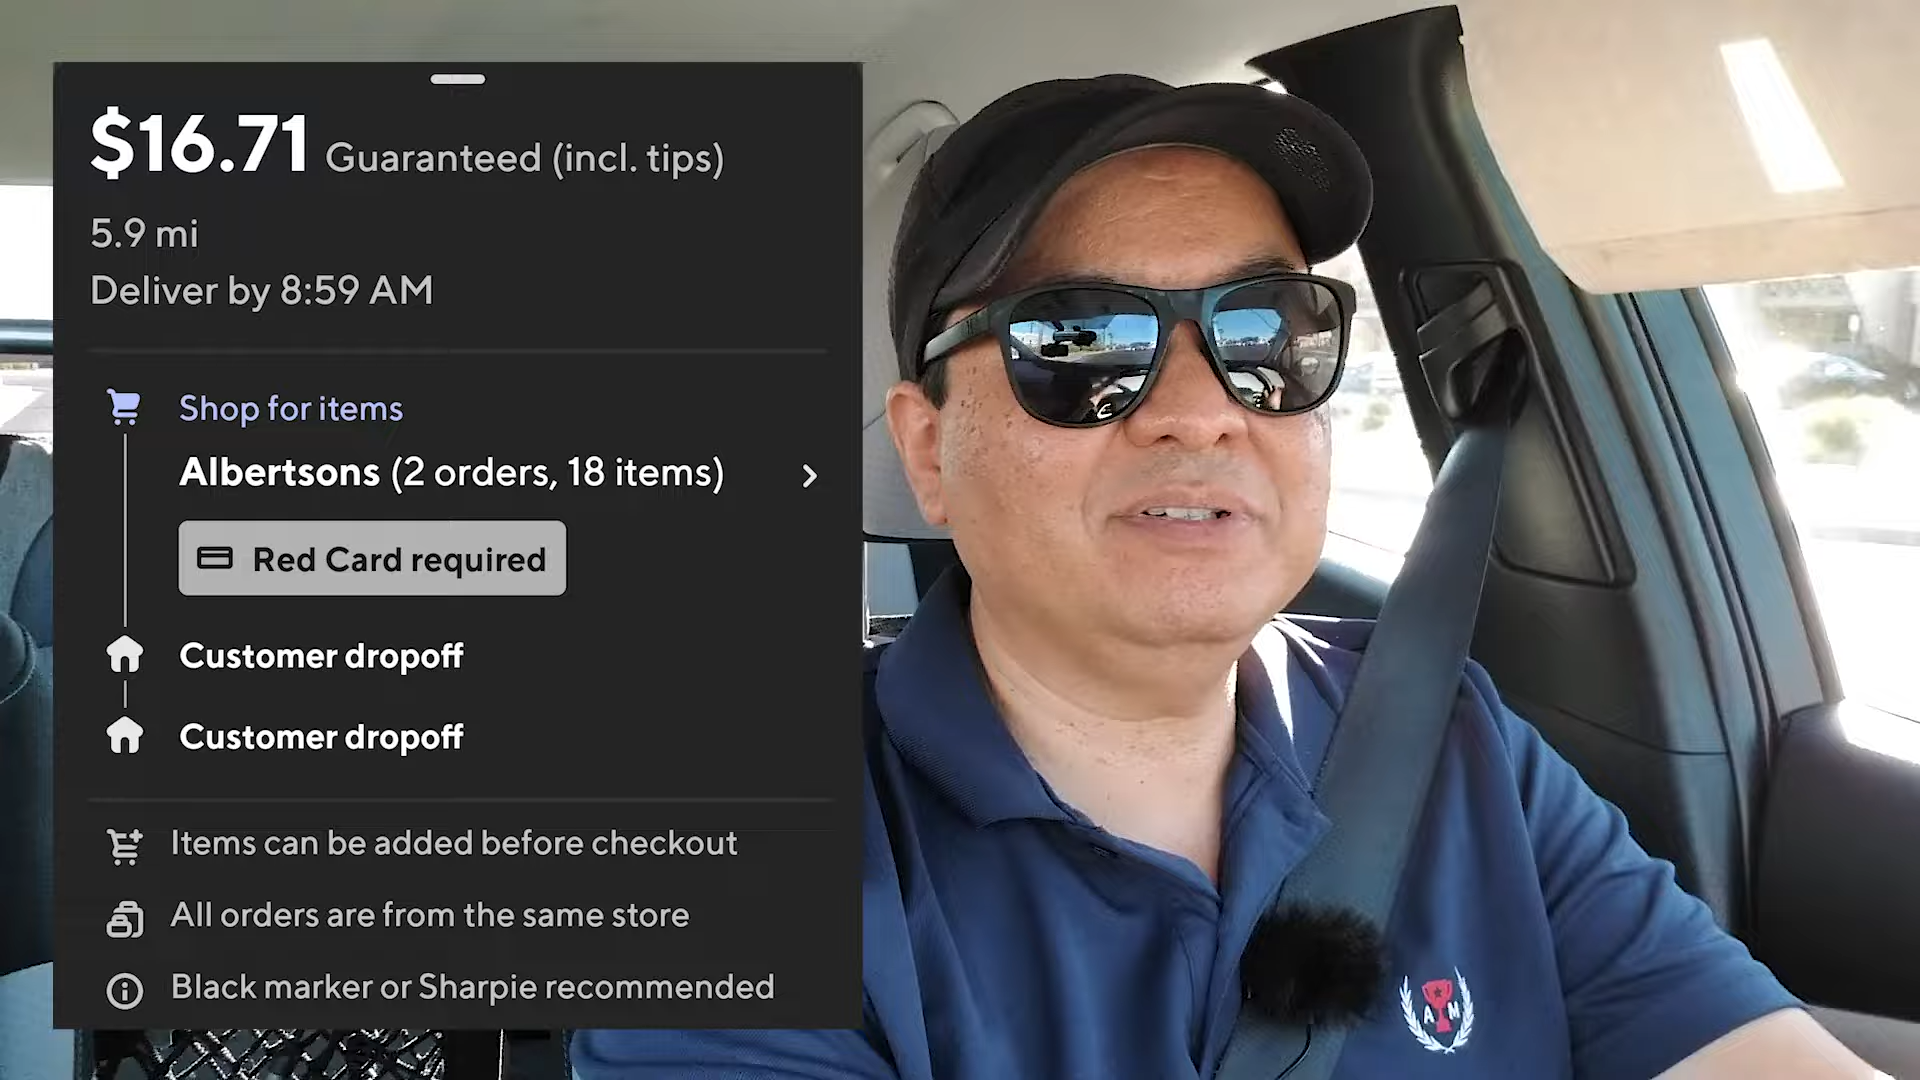 $16.71 Guaranteed (incl. tips)
5.9 mi
Deliver by 8:59 AM
Shop for items
Albertsons (2 orders, 18 items)
Red Card required
Customer dropoff
Customer dropoff
Items can be added before checkout
All orders are from the same store
Black marker or Sharpie recommended
A M